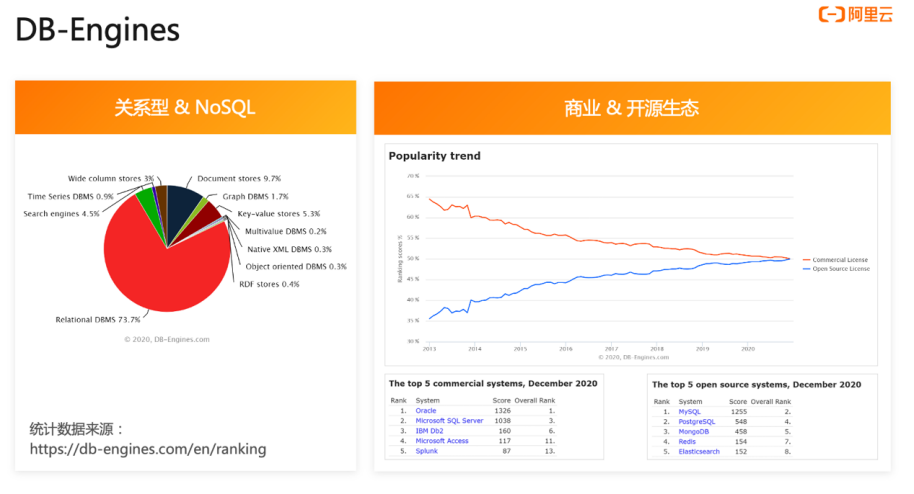 DB-Engines
阿里云
关系型 & NoSQL
Wide column stores 3%
Document stores 9.7%
Time Series DBMS 0.9%
Graph DBMS 1.7%
Search engines 4.5%
Key-value stores 5.3%
Multivalue DBMS 0.2%
Native XML DBMS 0.3%
Object oriented DBMS 0.3%
RDF stores 0.4%
Relational DBMS 73.7%
© 2020, DB-Engines.com
统计数据来源：
https://db-engines.com/en/ranking
商业 & 开源生态
Popularity trend
70 %
65 %
60 %
55 %
50 %
45 %
40 %
35 %
30 %
Ranking scores %
2013 2014 2015 2016 2017 2018 2019 2020
© 2020, DB-Engines.com
Commercial License
Open Source License
The top 5 commercial systems, December 2020
Rank System Score Overall Rank
1. Oracle 1326 1.
2. Microsoft SQL Server 1038 3.
3. IBM Db2 160 6.
4. Microsoft Access 117 11.
5. Splunk 87 13.
The top 5 open source systems, December 2020
Rank System Score Overall Rank
1. MySQL 1255 2.
2. PostgreSQL 548 4.
3. MongoDB 458 5.
4. Redis 154 7.
5. Elasticsearch 152 8.